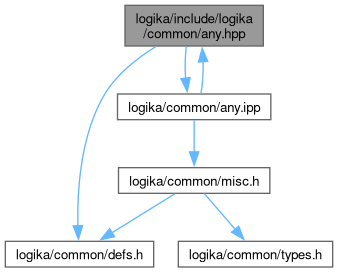 logika/include/logika
/common/any.hpp
logika/common/any.ipp
logika/common/misc.h
logika/common/defs.h
logika/common/types.h